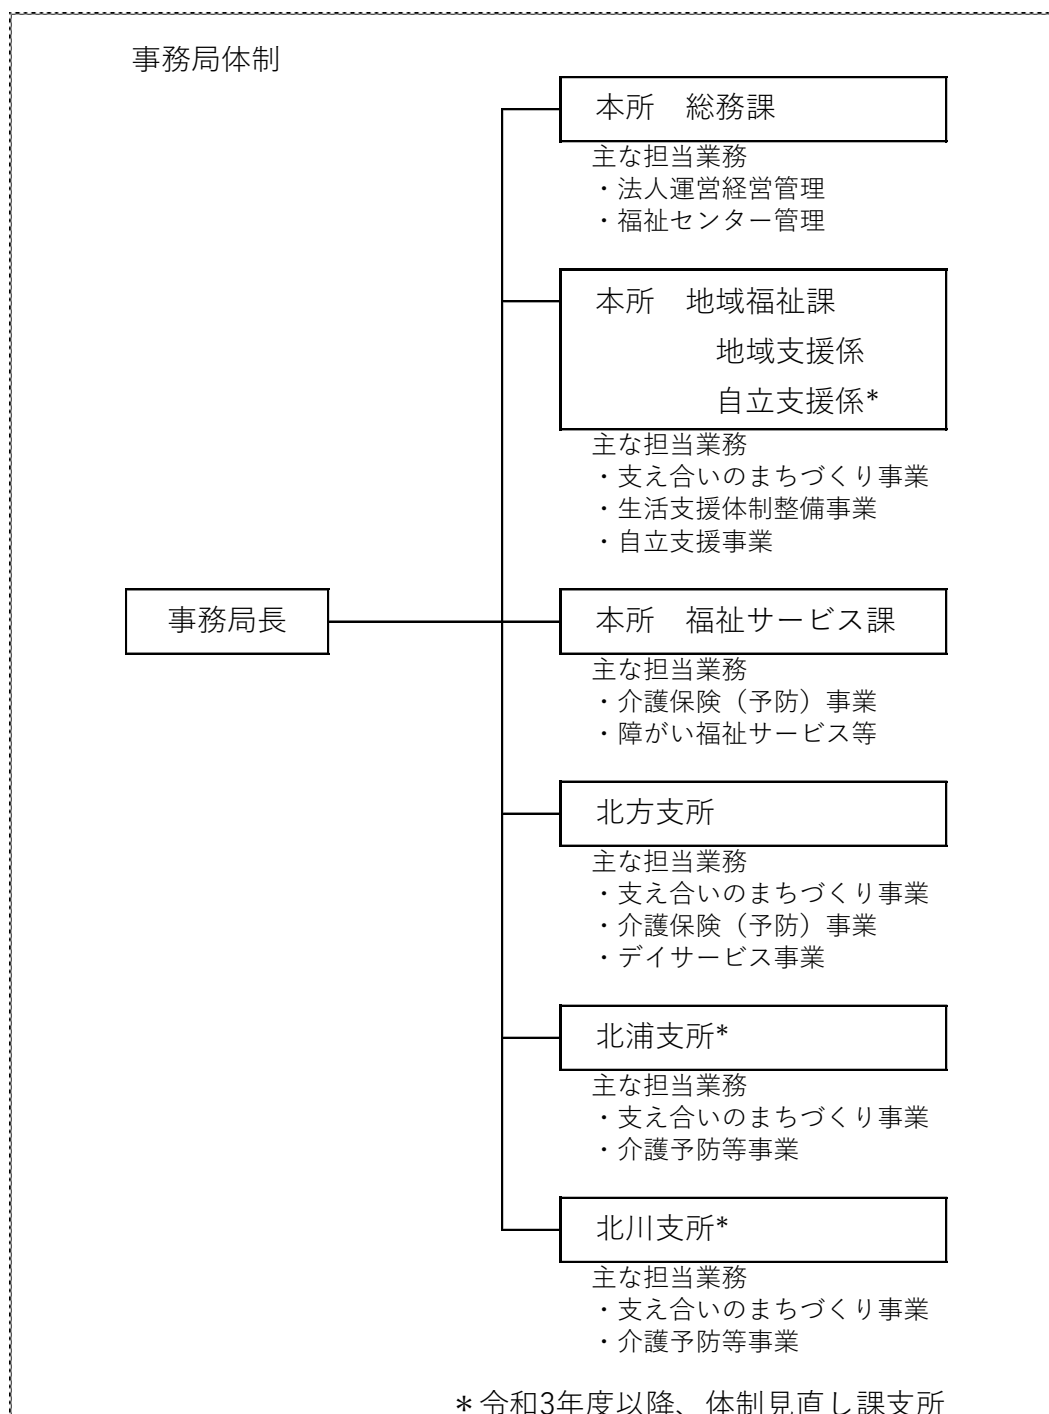 事務局体制
本所　総務課
主な担当業務
・法人運営経営管理
・福祉センター管理
本所　地域福祉課
地域支援係
自立支援係*
主な担当業務
・支え合いのまちづくり事業
・生活支援体制整備事業
・自立支援事業
事務局長
本所　福祉サービス課
主な担当業務
・介護保険（予防）事業
・障がい福祉サービス等
北方支所
主な担当業務
・支え合いのまちづくり事業
・介護保険（予防）事業
・デイサービス事業
北浦支所*
主な担当業務
・支え合いのまちづくり事業
・介護予防等事業
北川支所*
主な担当業務
・支え合いのまちづくり事業
・介護予防等事業
＊令和3年度以降、体制見直し課支所